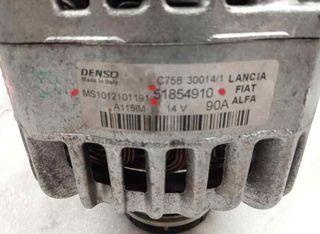 DENSO
Made in Italy
C758 30014/1
LANCIA
MS1012101191
51854910
FIAT
A115IM
14 V
90A
ALFA